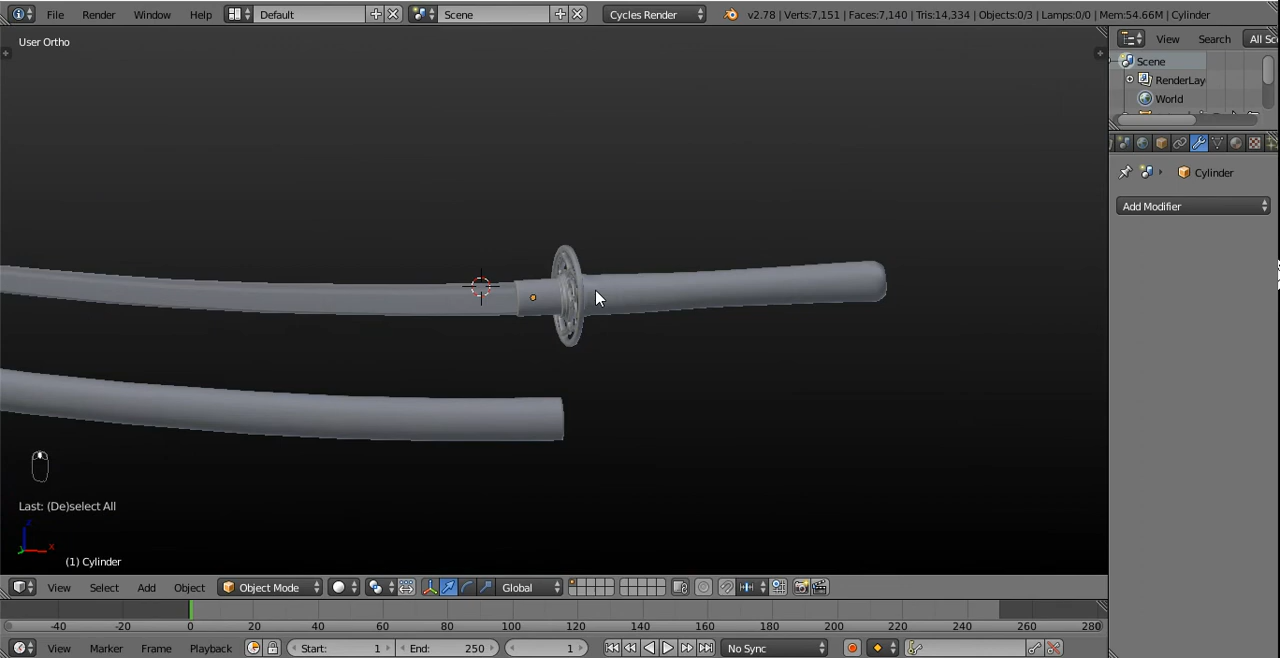 File Render Window Help Default Scene Cycles Render v2.78 | Verts:7,151 | Faces:7,140 | Tris:14,334 | Objects:0/3 | Lamps:0/0 | Mem:54.66M | Cylinder
User Ortho
View Search All Sc
Scene
RenderLay
World
Cylinder
Add Modifier
Last: (De)select All
z
x
(1) Cylinder
View Select Add Object Object Mode Global
-40 -20 0 20 40 60 80 100 120 140 160 180 200 220 240 260 280
View Marker Frame Playback Start: 1 End: 250 1 No Sync